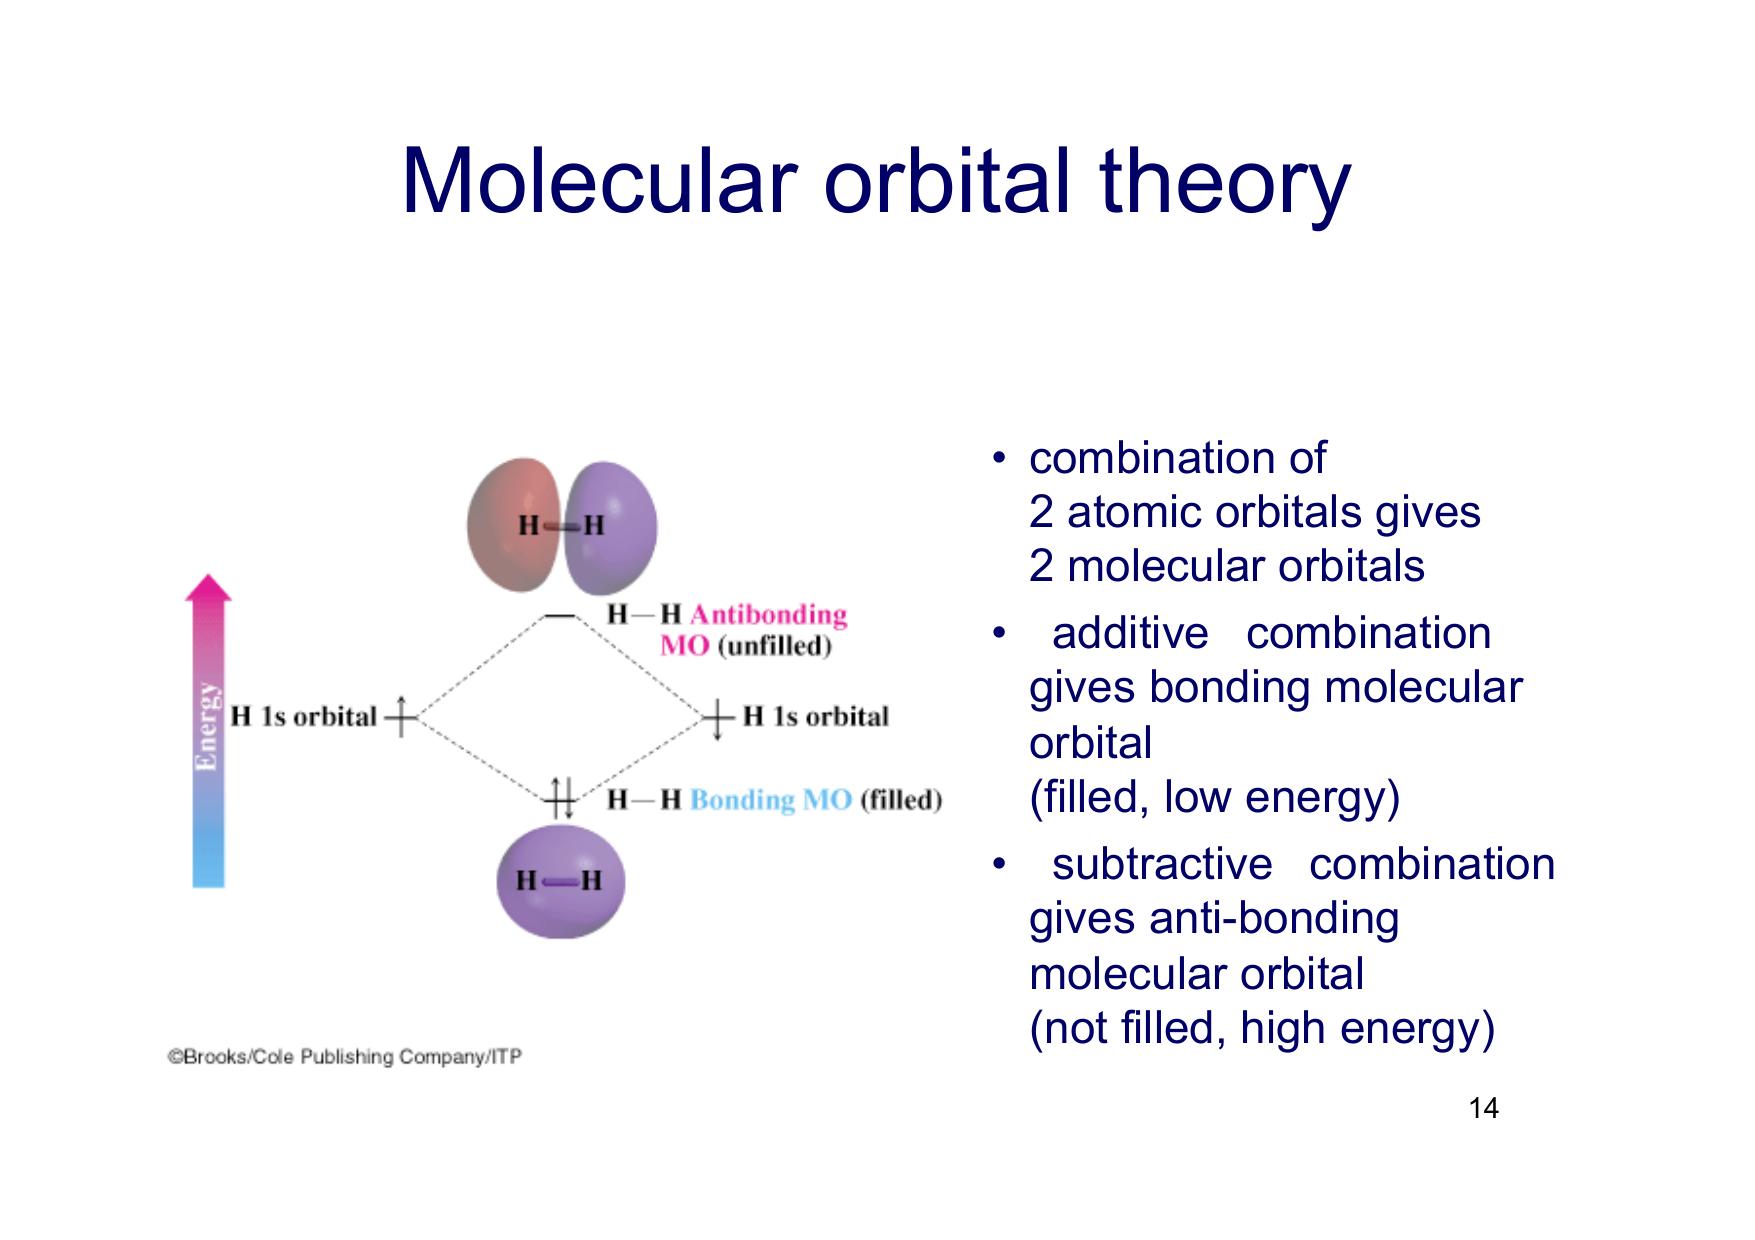 Molecular orbital theory
H—H
H—H Antibonding
MO (unfilled)
Energy
H 1s orbital
H 1s orbital
H—H Bonding MO (filled)
H—H
©Brooks/Cole Publishing Company/ITP
• combination of
2 atomic orbitals gives
2 molecular orbitals
• additive combination
gives bonding molecular
orbital
(filled, low energy)
• subtractive combination
gives anti-bonding
molecular orbital
(not filled, high energy)
14